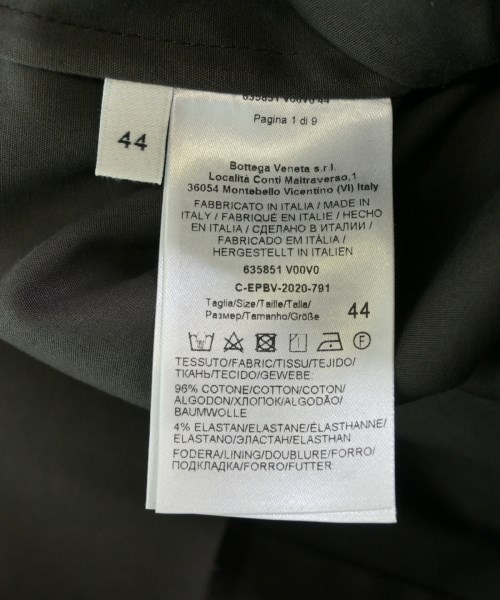 44
635851 V00V0 44
Pagina 1 di 9
Bottega Veneta s.r.l.
Località Conti Maltraverso,1
36054 Montebello Vicentino (VI) Italy
FABBRICATO IN ITALIA / MADE IN
ITALY / FABRIQUÉ EN ITALIE / HECHO
EN ITALIA / СДЕЛАНО В ИТАЛИИ /
FABRICADO EM ITÀLIA /
HERGESTELLT IN ITALIEN
635851 V00V0
C-EPBV-2020-791
Taglia/Size/Taille/Talla/
Размер/Tamanho/Größe 44
TESSUTO/FABRIC/TISSU/TEJIDO/
ТКАНЬ/TECIDO/GEWEBE:
96% COTONE/COTTON/COTON/
ALGODON/ХЛОПОК/ALGODÃO/
BAUMWOLLE
4% ELASTAN/ELASTANE/ÉLASTHANNE/
ELASTANO/ЭЛАСТАН/ELASTHAN
FODERA/LINING/DOUBLURE/FORRO/
ПОДКЛАДКА/FORRO/FUTTER